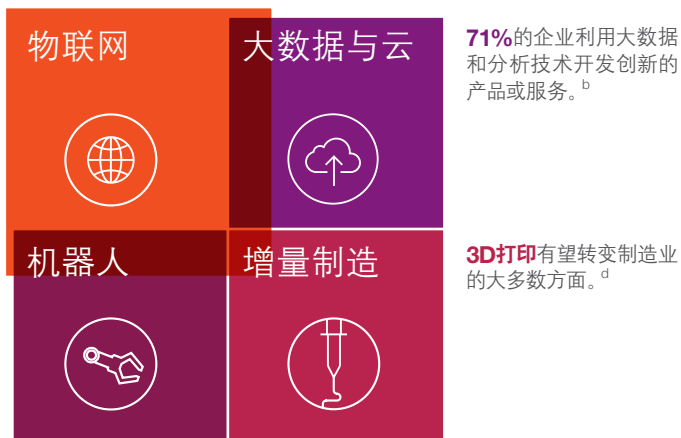 物联网
大数据与云
71%的企业利用大数据
和分析技术开发创新的
产品或服务。b
机器人
增量制造
3D打印有望转变制造业
的大多数方面。d